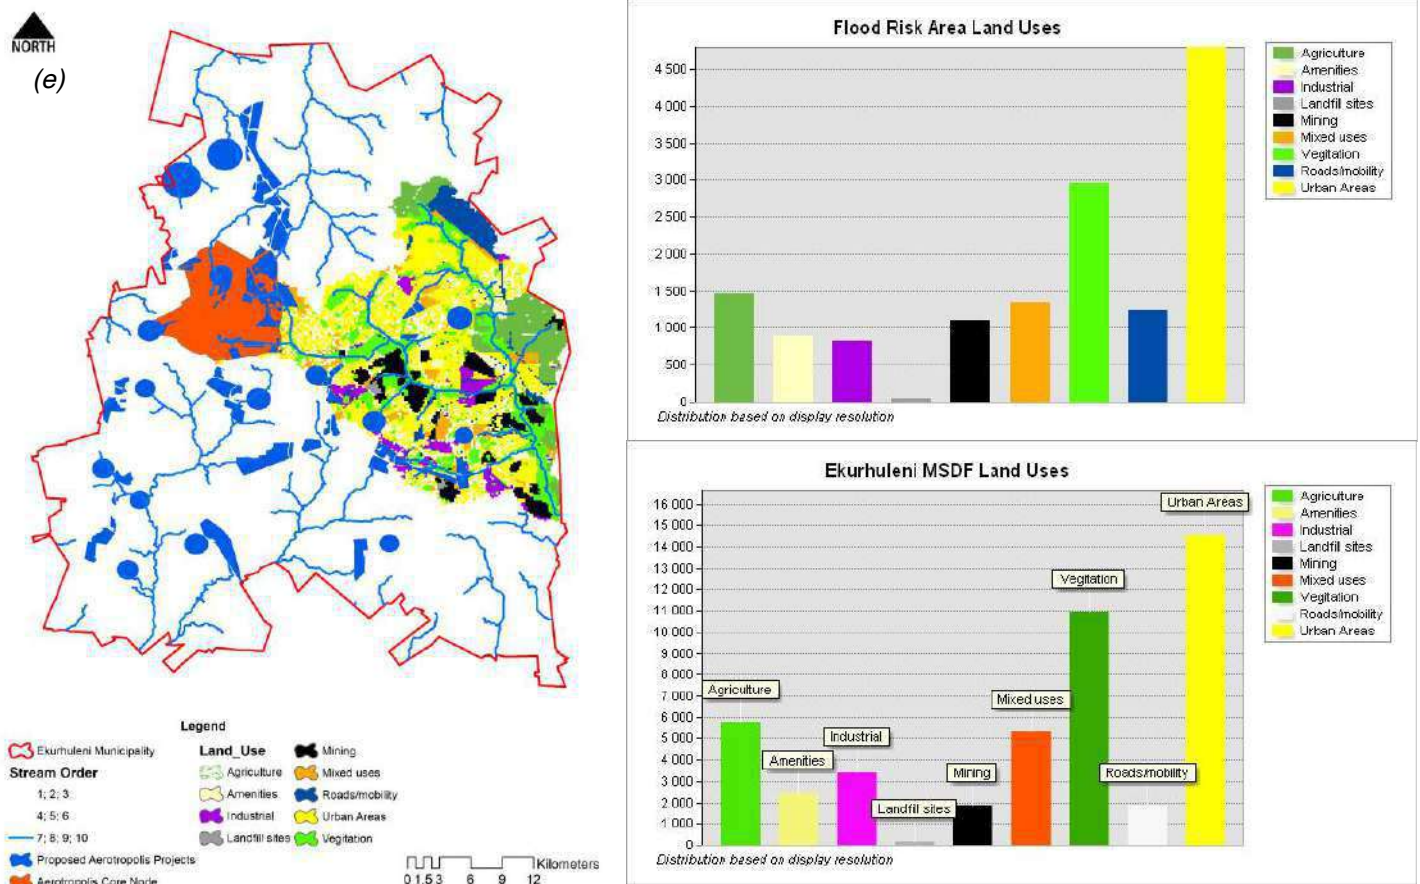 NORTH
(e)
Legend
Ekurhuleni Municipality
Stream Order
1; 2; 3
4; 5; 6
7; 8; 9; 10
Proposed Aerotropolis Projects
Aerotropolis Core Node
Land_Use
Agriculture
Amenities
Industrial
Landfill sites
Mining
Mixed uses
Roads/mobility
Urban Areas
Vegitation
Kilometers
0 1.5 3 6 9 12
Flood Risk Area Land Uses
4 500
4 000
3 500
3 000
2 500
2 000
1 500
1 000
500
0
Distribution based on display resolution
Agriculture
Amenities
Industrial
Landfill sites
Mining
Mixed uses
Vegitation
Roads/mobility
Urban Areas
Ekurhuleni MSDF Land Uses
16 000
15 000
14 000
13 000
12 000
11 000
10 000
9 000
8 000
7 000
6 000
5 000
4 000
3 000
2 000
1 000
0
Agriculture
Amenities
Industrial
Landfill sites
Mining
Mixed uses
Vegitation
Roads/mobility
Urban Areas
Distribution based on display resolution
Agriculture
Amenities
Industrial
Landfill sites
Mining
Mixed uses
Vegitation
Roads/mobility
Urban Areas